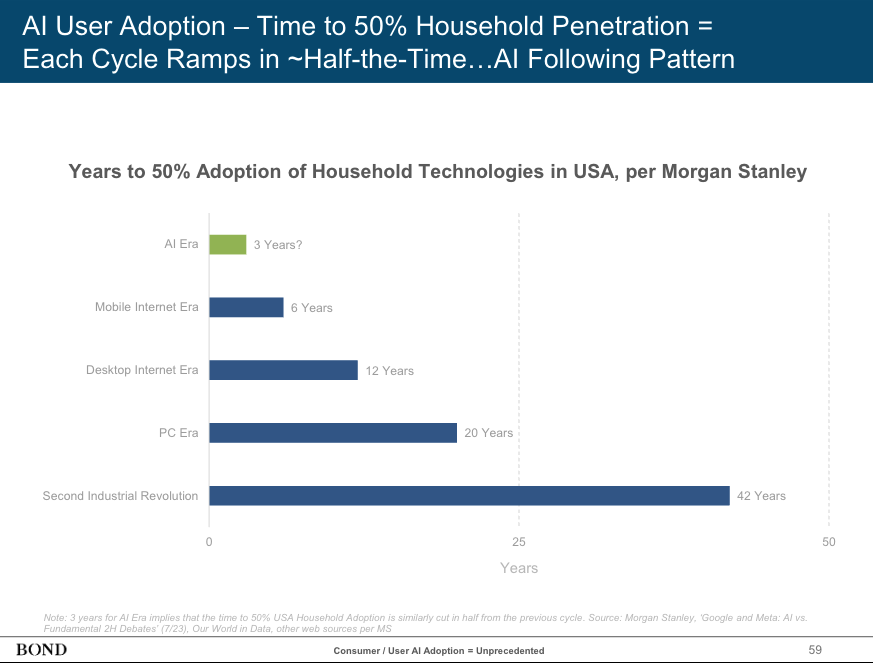 AI User Adoption – Time to 50% Household Penetration =
Each Cycle Ramps in ~Half-the-Time…AI Following Pattern
Years to 50% Adoption of Household Technologies in USA, per Morgan Stanley
AI Era
3 Years?
Mobile Internet Era
6 Years
Desktop Internet Era
12 Years
PC Era
20 Years
Second Industrial Revolution
42 Years
0
25
50
Years
Note: 3 years for AI Era implies that the time to 50% USA Household Adoption is similarly cut in half from the previous cycle. Source: Morgan Stanley, 'Google and Meta: AI vs.
Fundamental 2H Debates' (7/23), Our World in Data, other web sources per MS
BOND
Consumer / User AI Adoption = Unprecedented
59